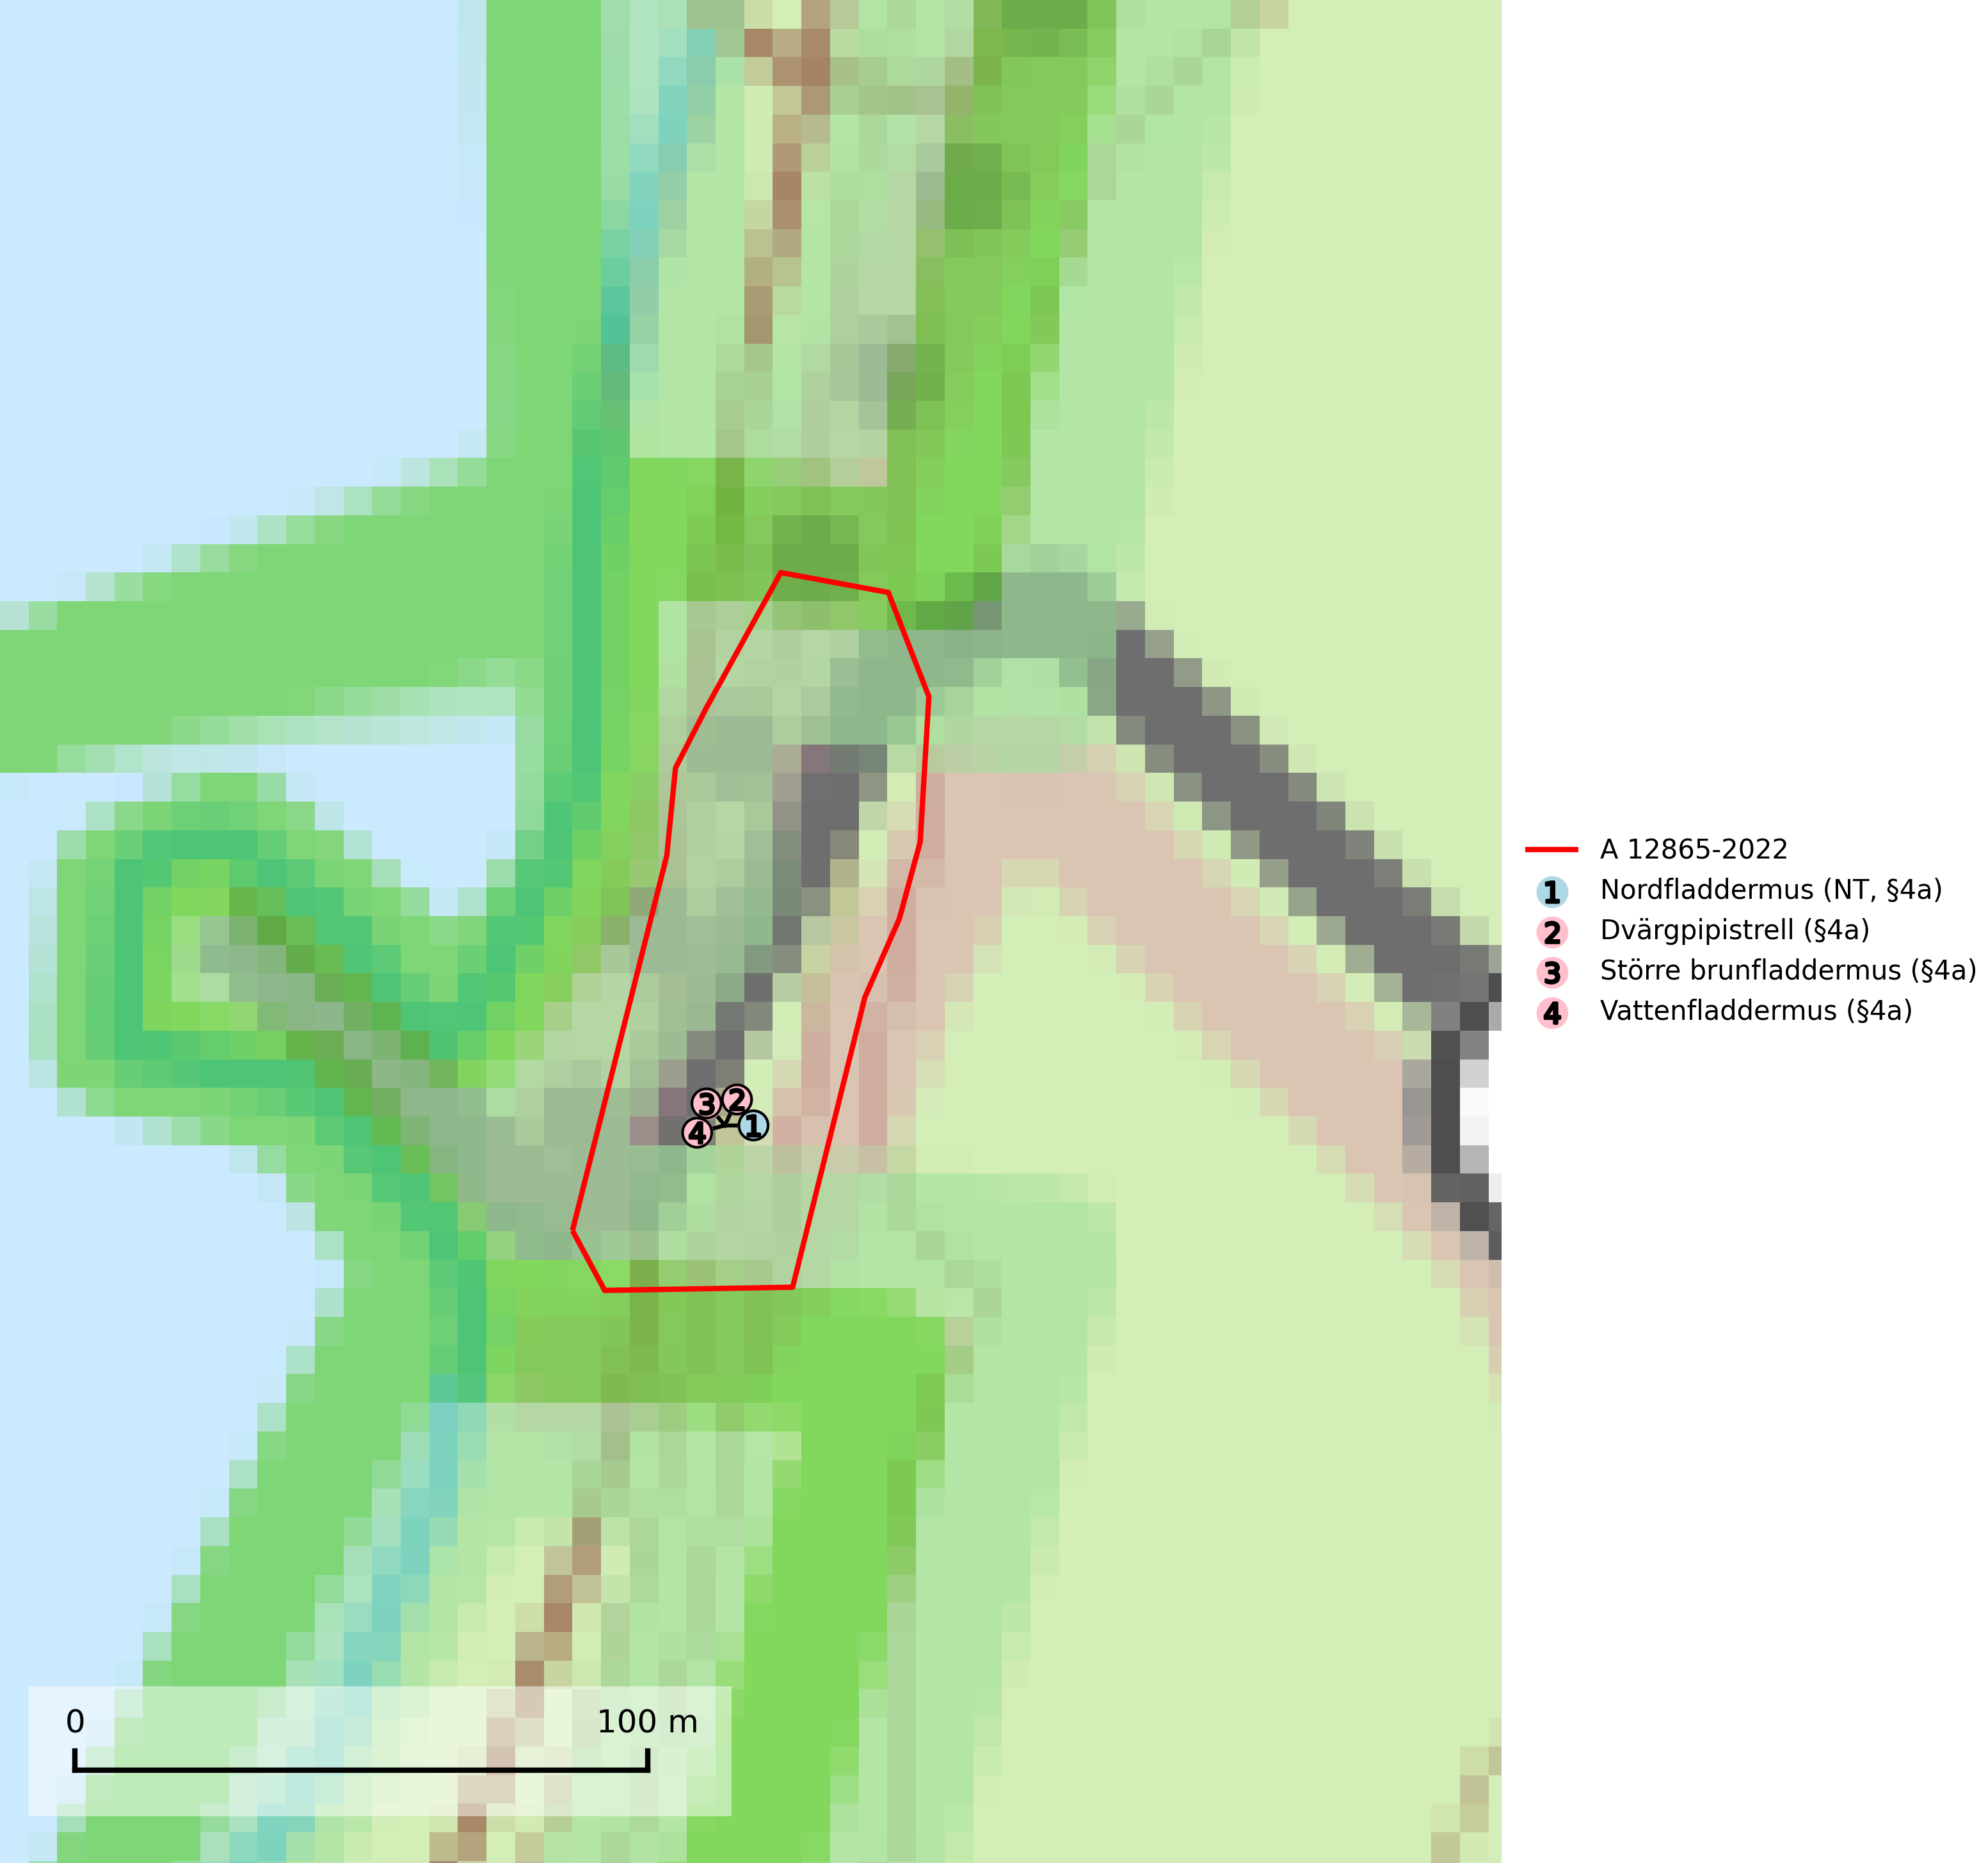 A 12865-2022
1 Nordfladdermus (NT, §4a)
2 Dvärgpipistrell (§4a)
3 Större brunfladdermus (§4a)
4 Vattenfladdermus (§4a)
3 2
4 1
0 100 m